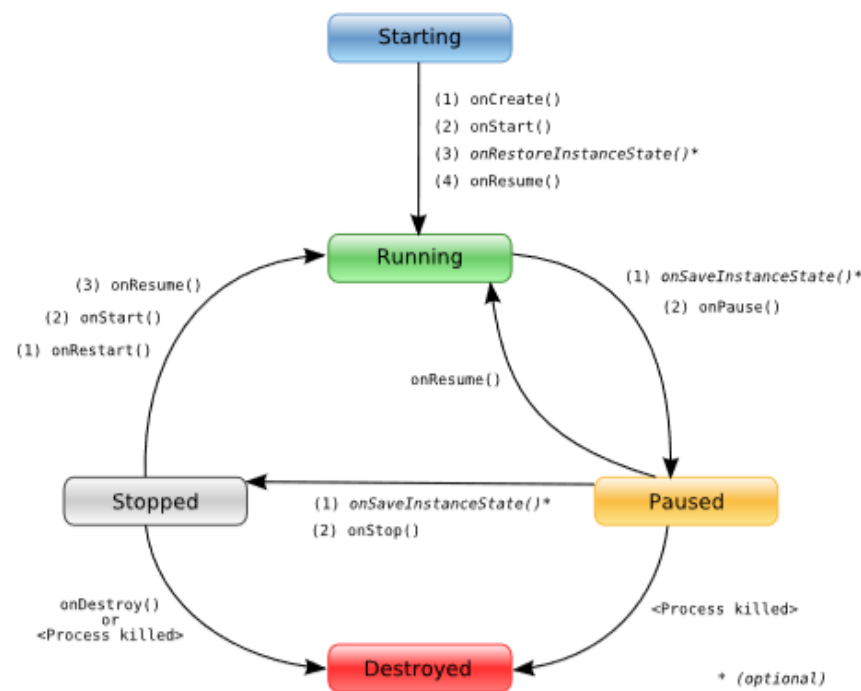 Starting
(1) onCreate()
(2) onStart()
(3) onRestoreInstanceState()*
(4) onResume()
Running
(3) onResume()
(2) onStart()
(1) onRestart()
(1) onSaveInstanceState()*
(2) onPause()
onResume()
Stopped
(1) onSaveInstanceState()*
(2) onStop()
Paused
onDestroy()
or
<Process killed>
<Process killed>
Destroyed
* (optional)